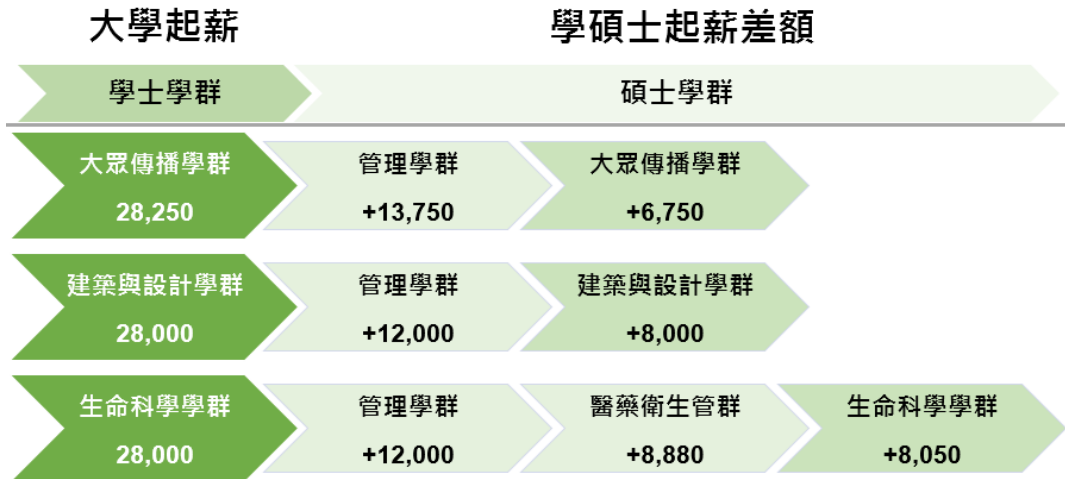 大學起薪
學碩士起薪差額
學士學群
碩士學群
大眾傳播學群
28,250
管理學群
+13,750
大眾傳播學群
+6,750
建築與設計學群
28,000
管理學群
+12,000
建築與設計學群
+8,000
生命科學學群
28,000
管理學群
+12,000
醫藥衛生管群
+8,880
生命科學學群
+8,050